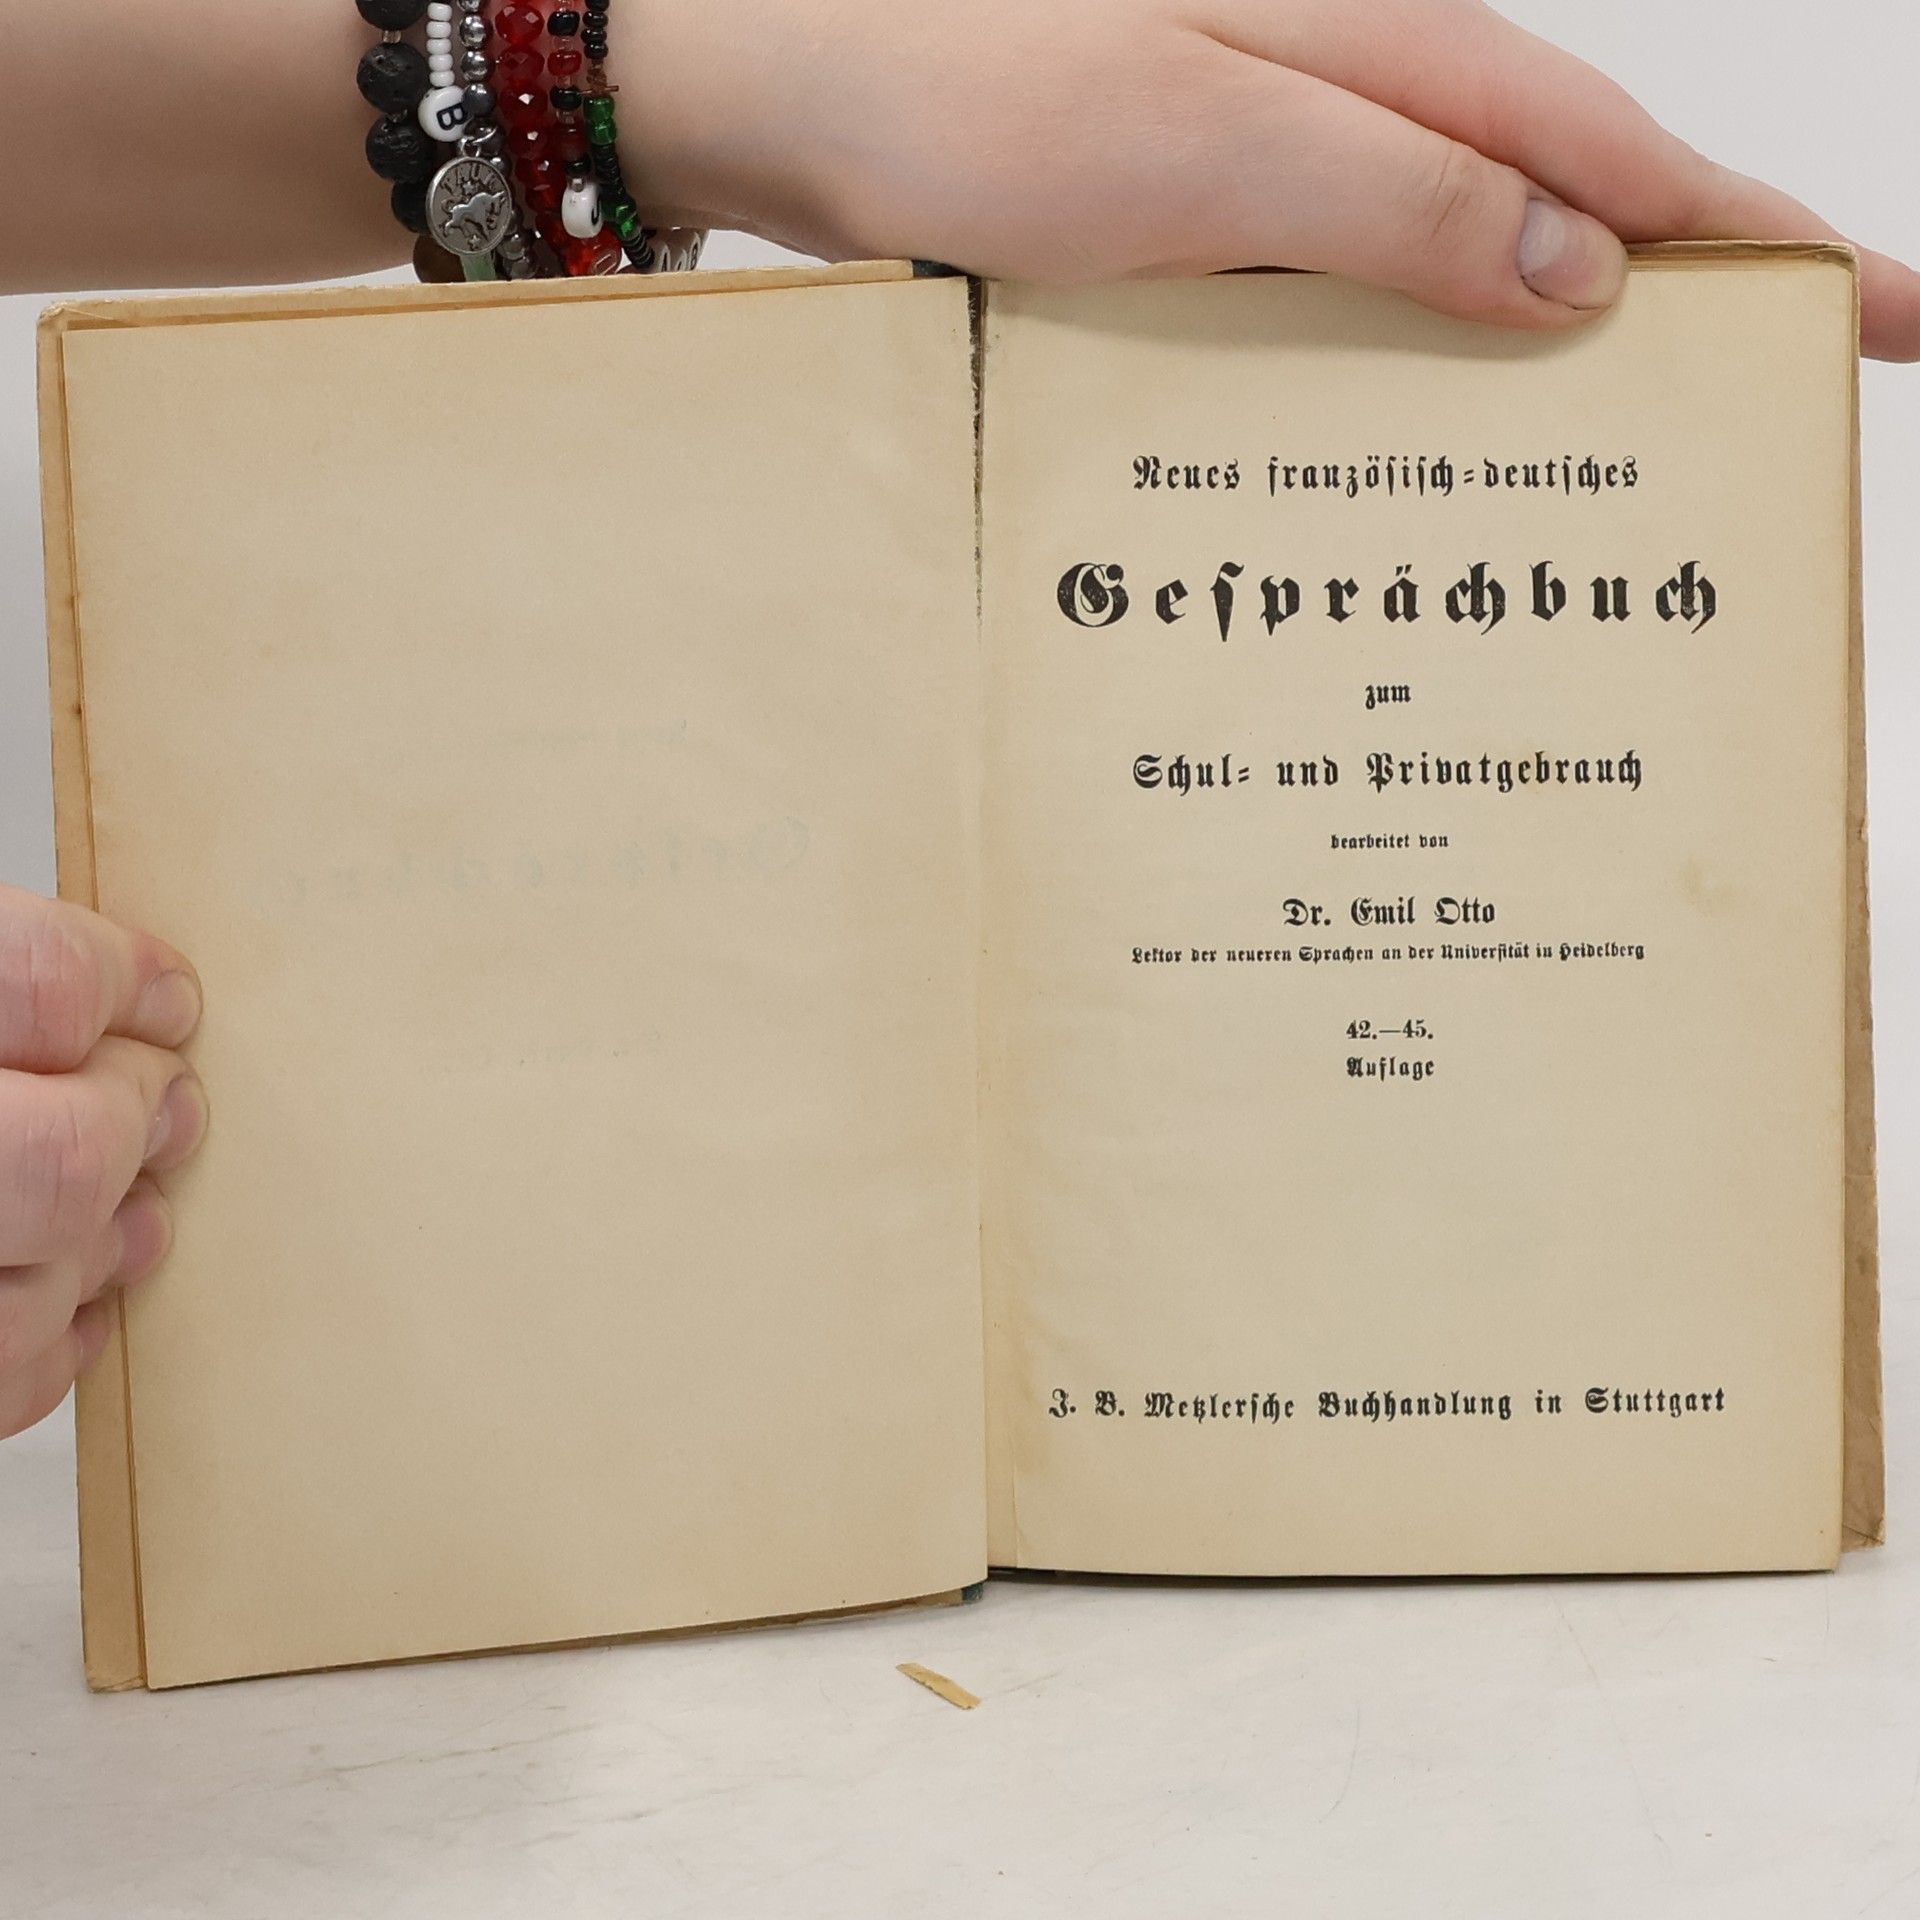 B
TAUR
Neues franzöſiſch=deutſches
Geſprächbuch
zum
Schul= und Privatgebrauch
bearbeitet von
Dr. Emil Otto
Lektor der neueren Sprachen an der Univerſität in Heidelberg
42.—45.
Auflage
J. B. Metzlerſche Buchhandlung in Stuttgart